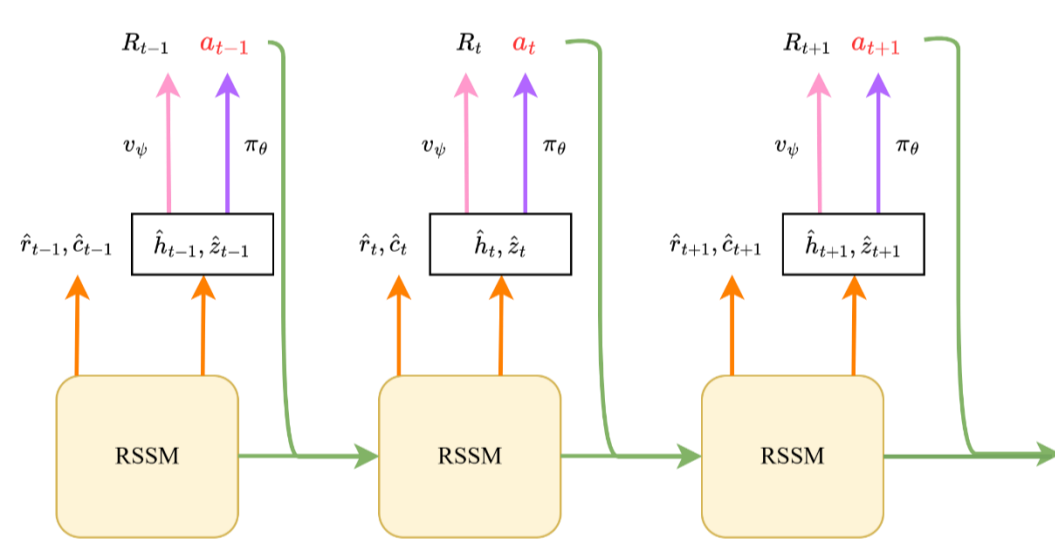 R_{t−1} a_{t−1} R_t a_t R_{t+1} a_{t+1}
v_ψ π_θ v_ψ π_θ v_ψ π_θ
r̂_{t−1}, ĉ_{t−1} ĥ_{t−1}, ẑ_{t−1} r̂_t, ĉ_t ĥ_t, ẑ_t r̂_{t+1}, ĉ_{t+1} ĥ_{t+1}, ẑ_{t+1}
RSSM RSSM RSSM